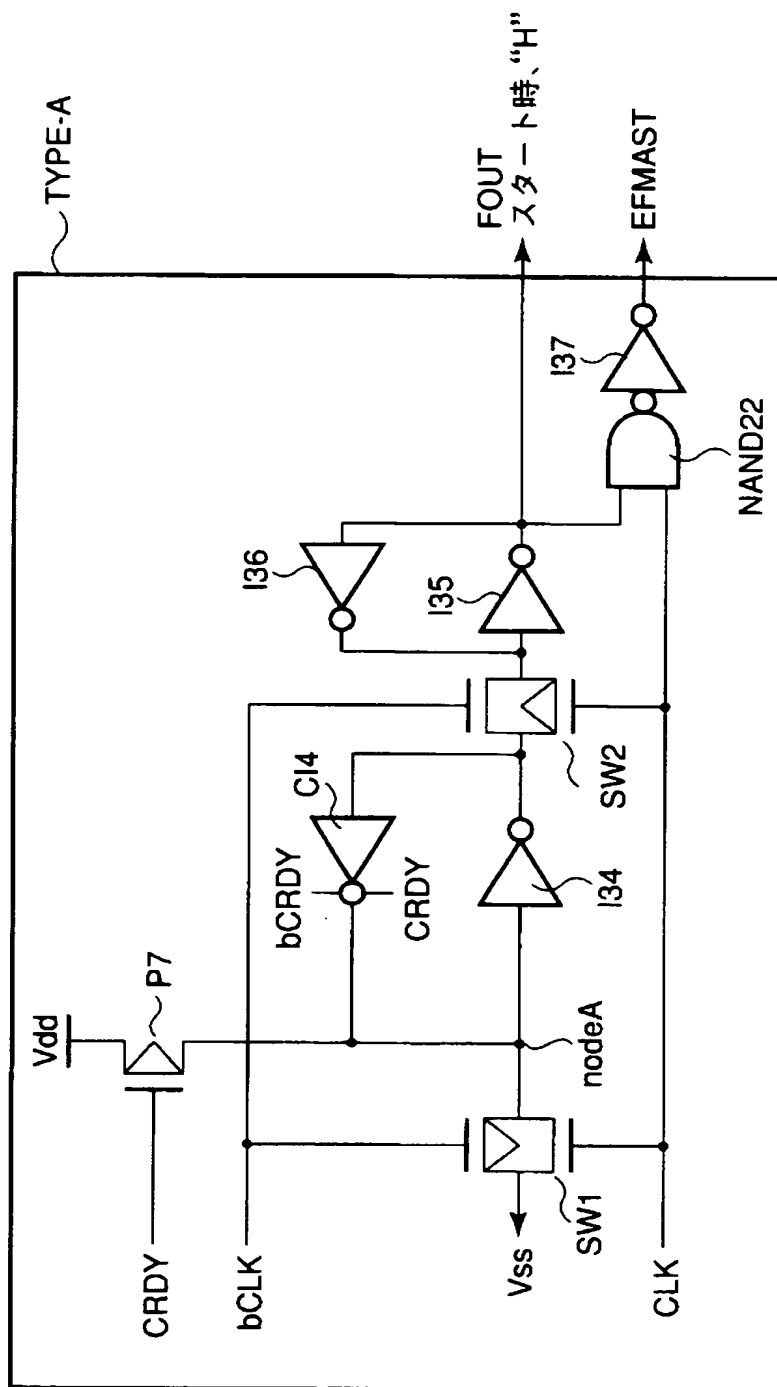 TYPE-A
Vdd
P7
CRDY
bCLK
bCRDY
CRDY
CI4
I36
FOUT
スタート時、“H”
I35
I34
nodeA
Vss
SW1
SW2
CLK
I37
EFMAST
NAND22